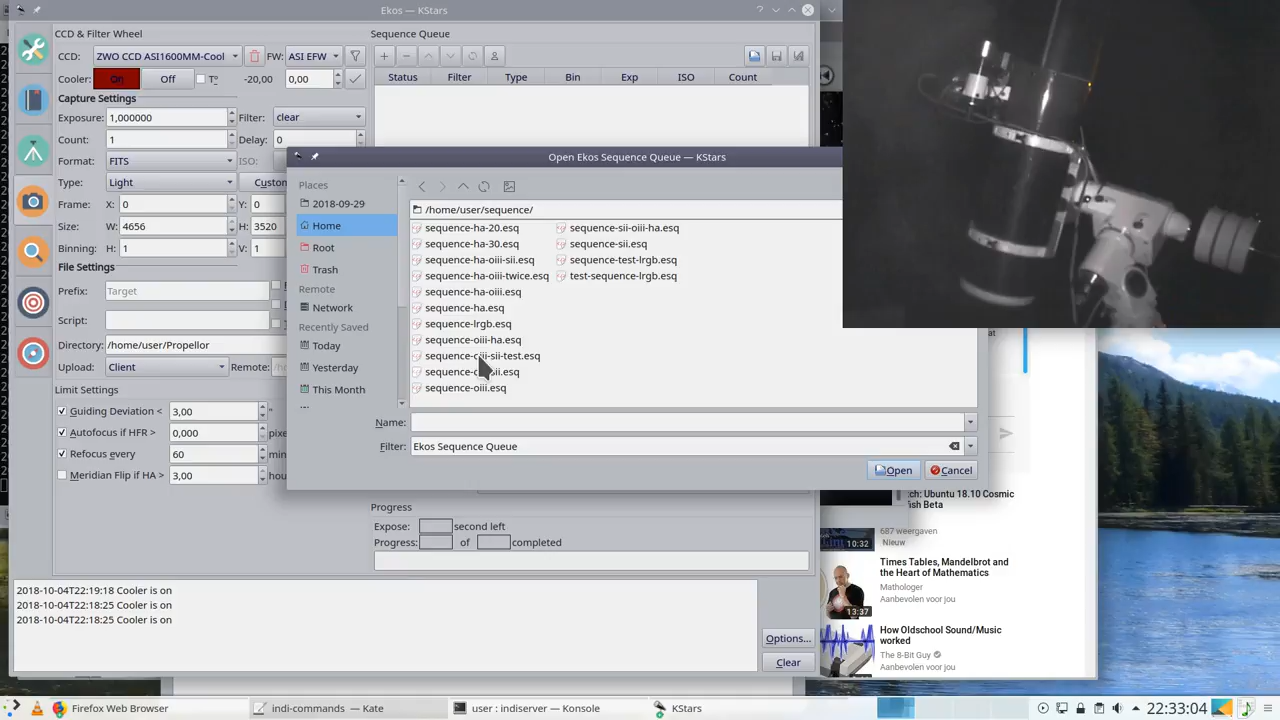 Ekos — KStars
CCD & Filter Wheel
CCD: ZWO CCD ASI1600MM-Cool FW: ASI EFW
Cooler: On Off Tº -20,00 0,00
Capture Settings
Exposure: 1,000000 Filter: clear
Count: 1 Delay: 0
Format: FITS ISO:
Type: Light Custom
Frame: X: 0 Y: 0
Size: W: 4656 H: 3520
Binning: H: 1 V: 1
File Settings
Prefix: Target
Script:
Directory: /home/user/Propellor
Upload: Client Remote:
Limit Settings
Guiding Deviation < 3,00 "
Autofocus if HFR > 0,000 pixe
Refocus every 60 min
Meridian Flip if HA > 3,00 hou
Sequence Queue
Status Filter Type Bin Exp ISO Count
Open Ekos Sequence Queue — KStars
Places
2018-09-29
Home
Root
Trash
Remote
Network
Recently Saved
Today
Yesterday
This Month
/home/user/sequence/
sequence-ha-20.esq
sequence-ha-30.esq
sequence-ha-oiii-sii.esq
sequence-ha-oiii-twice.esq
sequence-ha-oiii.esq
sequence-ha.esq
sequence-lrgb.esq
sequence-oiii-ha.esq
sequence-oiii-sii-test.esq
sequence-oiii.esq
sequence-sii-oiii-ha.esq
sequence-sii.esq
sequence-test-lrgb.esq
test-sequence-lrgb.esq
Name:
Filter: Ekos Sequence Queue
Open Cancel
Progress
Expose: second left
Progress: of completed
2018-10-04T22:19:18 Cooler is on
2018-10-04T22:18:25 Cooler is on
2018-10-04T22:18:25 Cooler is on
Options...
Clear
tch: Ubuntu 18.10 Cosmic
fish Beta
687 weergaven
Nieuw
10:32
Times Tables, Mandelbrot and
the Heart of Mathematics
Mathologer
Aanbevolen voor jou
13:37
How Oldschool Sound/Music
worked
The 8-Bit Guy
Aanbevolen voor jou
Firefox Web Browser
indi-commands — Kate
user : indiserver — Konsole
KStars
22:33:04